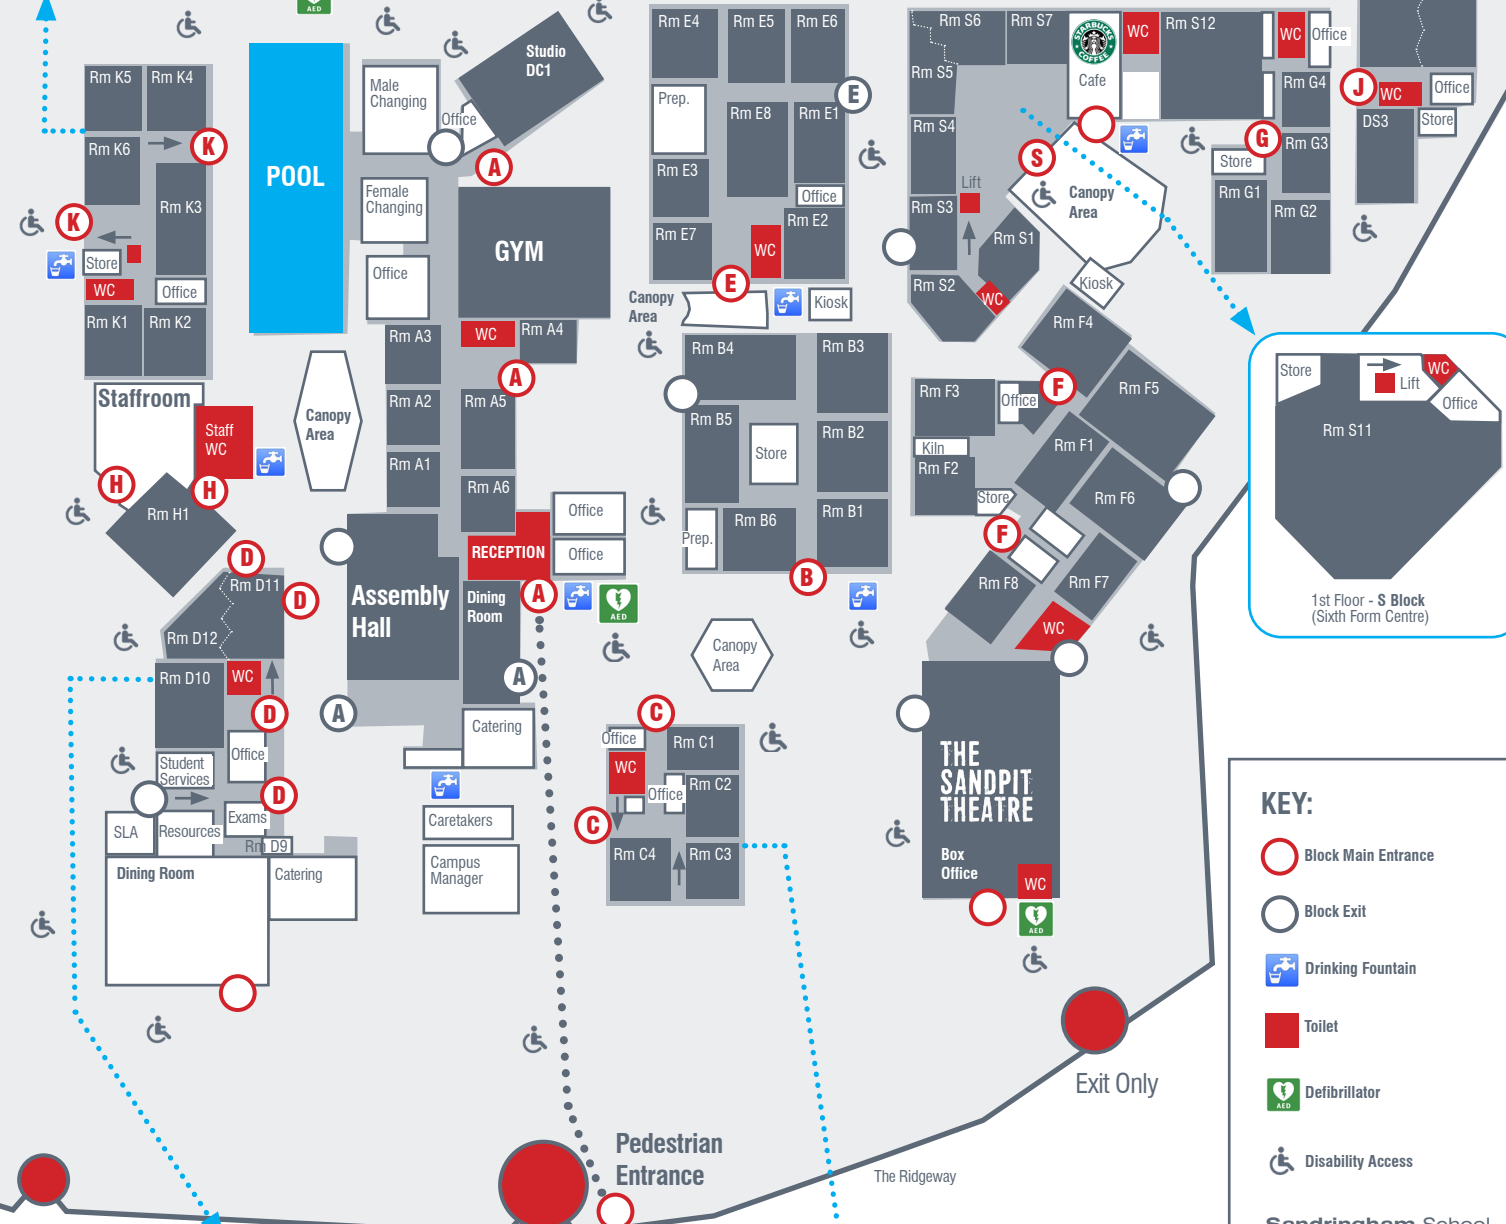 AED
Rm K5
Rm K4
Rm K6
K
Rm K3
K
Store
WC
Office
Rm K1
Rm K2
POOL
Male
Changing
Office
Studio
DC1
A
Female
Changing
Office
GYM
Rm A3
WC
Rm A4
A
Rm A2
Rm A5
Rm A1
Rm A6
Canopy
Area
Staffroom
Staff
WC
H
H
Rm H1
D
Rm D11
D
Rm D12
Rm D10
WC
D
Office
Student
Services
D
SLA
Resources
Exams
Rm D9
Dining Room
Catering
Assembly
Hall
RECEPTION
Office
Office
Dining
Room
A
AED
A
A
Catering
Caretakers
Campus
Manager
Rm E4
Rm E5
Rm E6
Prep.
Rm E8
Rm E1
E
Rm E3
Office
Rm E7
WC
Rm E2
E
Canopy
Area
Kiosk
Rm B4
Rm B3
Rm B5
Store
Rm B2
Prep.
Rm B6
Rm B1
B
Canopy
Area
C
Office
Rm C1
WC
Office
Rm C2
C
Rm C4
Rm C3
Rm S6
Rm S7
STARBUCKS
COFFEE
Cafe
WC
Rm S12
WC
Office
Rm S5
Rm S4
S
Lift
Rm S3
Rm S1
Rm S2
WC
Canopy
Area
Kiosk
Rm G4
G
Rm G3
Store
Rm G1
Rm G2
J
WC
Office
DS3
Store
Rm F4
Rm F3
Office
F
Rm F5
Kiln
Rm F1
Rm F2
Store
Rm F6
F
Rm F8
Rm F7
WC
THE
SANDPIT
THEATRE
Box
Office
WC
AED
Store
Lift
WC
Office
Rm S11
1st Floor - S Block
(Sixth Form Centre)
KEY:
Block Main Entrance
Block Exit
Drinking Fountain
Toilet
AED
Defibrillator
Disability Access
Sandringham School
Exit Only
Pedestrian
Entrance
The Ridgeway